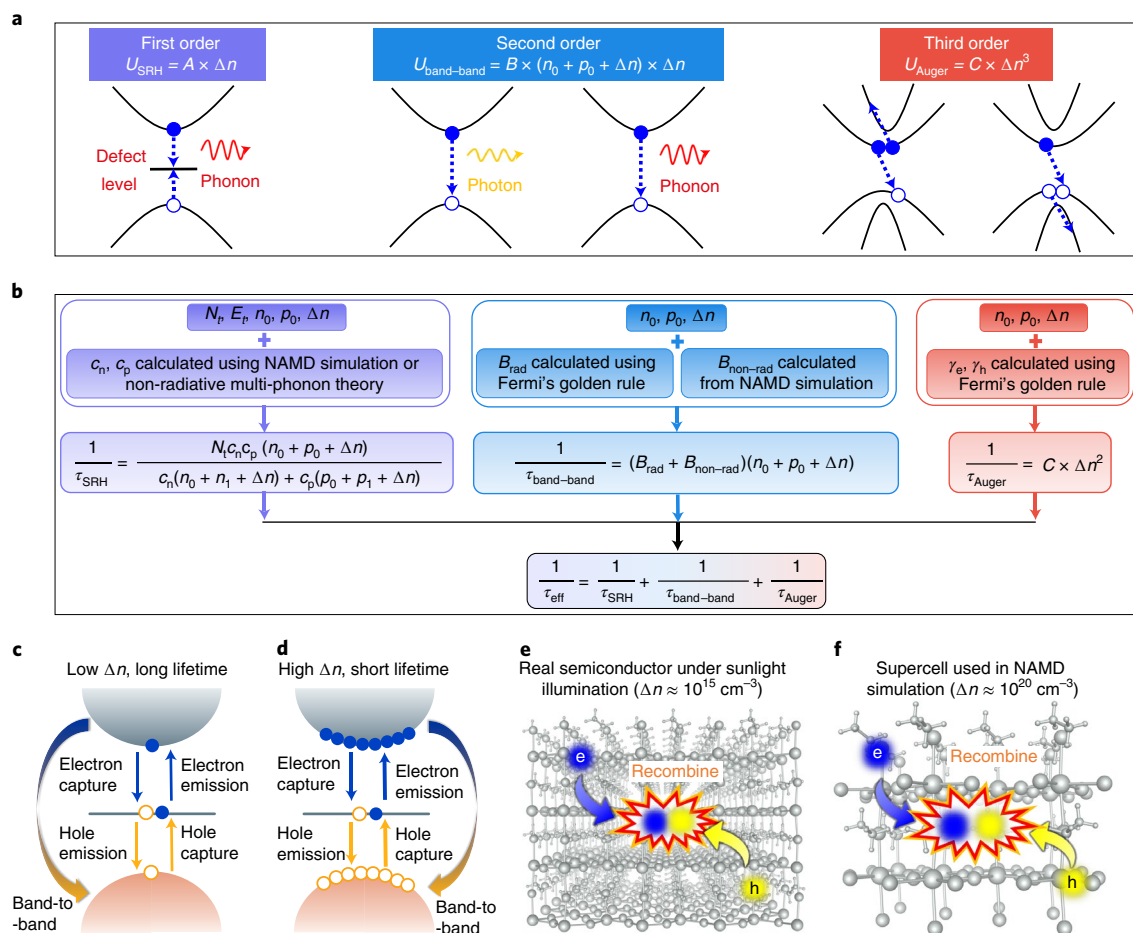 a
First order
U_SRH = A × Δn
Second order
U_band–band = B × (n₀ + p₀ + Δn) × Δn
Third order
U_Auger = C × Δn³
Defect
level
Phonon
Photon
Phonon
b
Nₜ, Eₜ, n₀, p₀, Δn
+
cₙ, cₚ calculated using NAMD simulation or
non-radiative multi-phonon theory
n₀, p₀, Δn
+
B_rad calculated using
Fermi's golden rule
B_non–rad calculated
from NAMD simulation
n₀, p₀, Δn
+
γₑ, γₕ calculated using
Fermi's golden rule
1/τ_SRH = Nₜcₙcₚ (n₀ + p₀ + Δn) / cₙ(n₀ + n₁ + Δn) + cₚ(p₀ + p₁ + Δn)
1/τ_band–band = (B_rad + B_non–rad)(n₀ + p₀ + Δn)
1/τ_Auger = C × Δn²
1/τ_eff = 1/τ_SRH + 1/τ_band–band + 1/τ_Auger
c
Low Δn, long lifetime
Electron
capture
Electron
emission
Hole
emission
Hole
capture
Band-to
-band
d
High Δn, short lifetime
Electron
capture
Electron
emission
Hole
emission
Hole
capture
Band-to
-band
e
Real semiconductor under sunlight
illumination (Δn ≈ 10¹⁵ cm⁻³)
e
Recombine
h
f
Supercell used in NAMD
simulation (Δn ≈ 10²⁰ cm⁻³)
e
Recombine
h